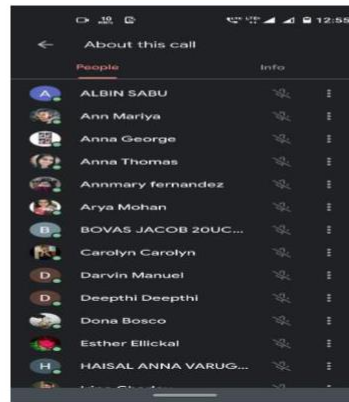 12:55
About this call
People Info
A ALBIN SABU
Ann Mariya
Anna George
Anna Thomas
Annmary fernandez
Arya Mohan
B BOVAS JACOB 20UC...
Carolyn Carolyn
D Darvin Manuel
D Deepthi Deepthi
Dona Bosco
Esther Ellickal
H HAISAL ANNA VARUG...